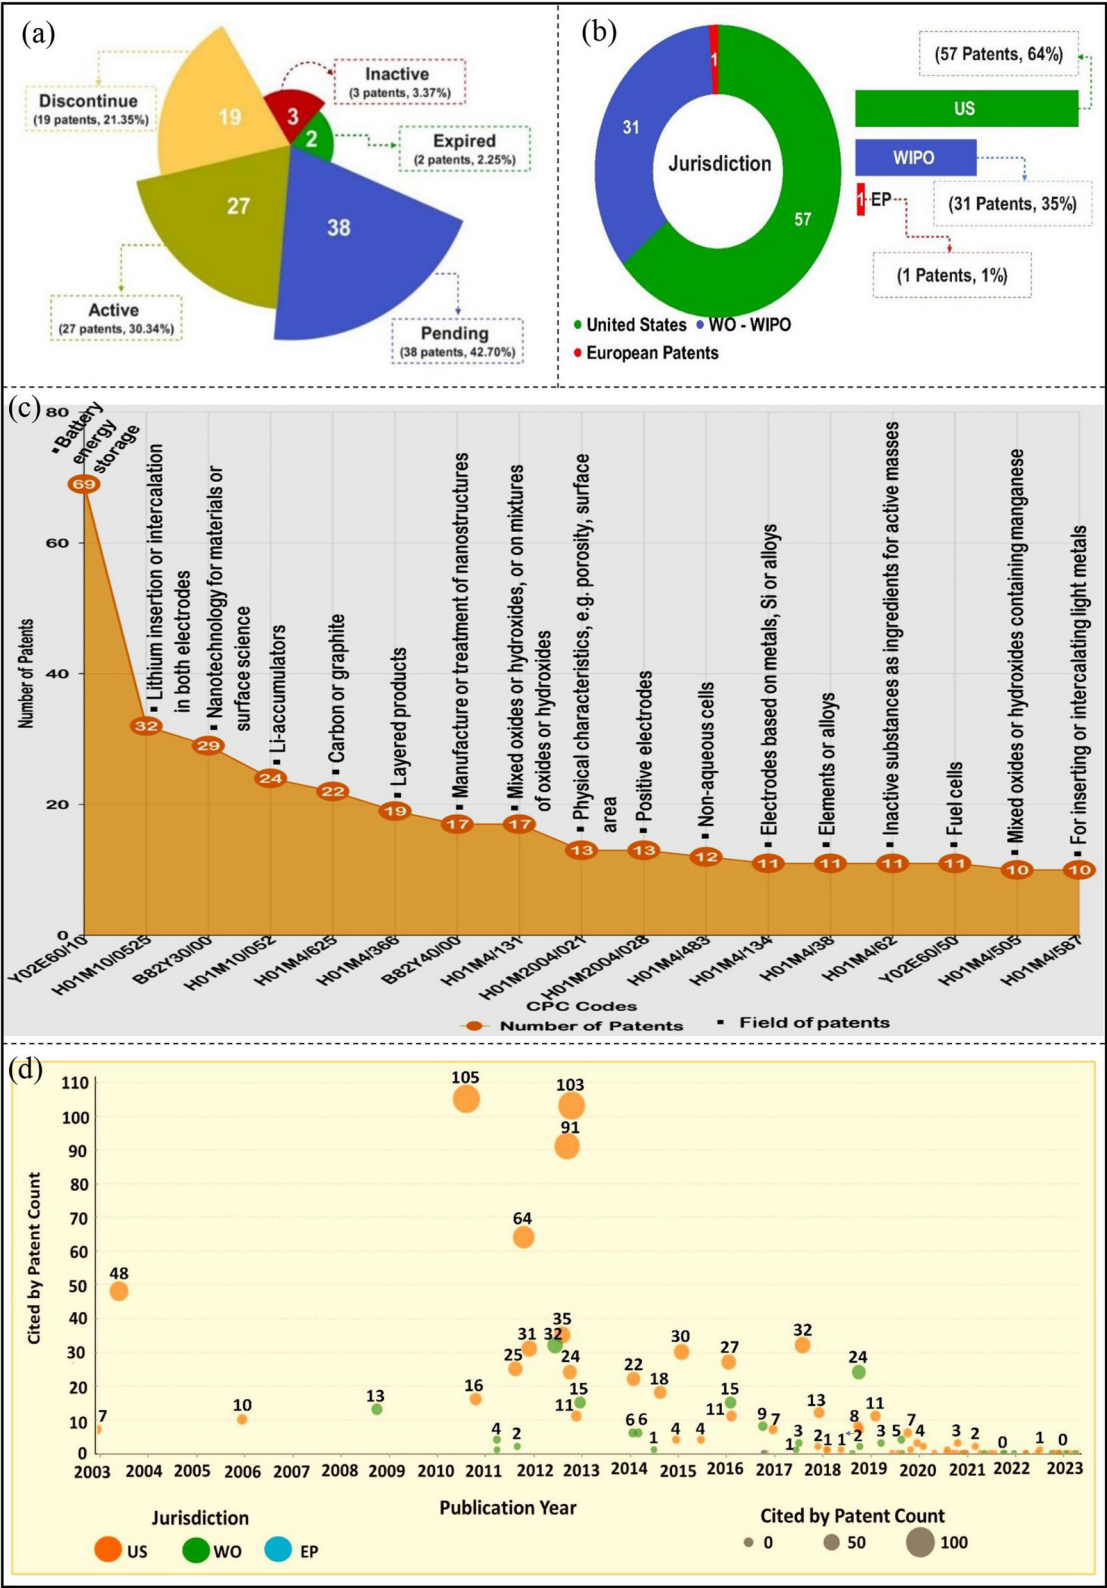 (a)
Inactive
(3 patents, 3.37%)
Discontinue
(19 patents, 21.35%)
19
3
2
Expired
(2 patents, 2.25%)
27
38
Active
(27 patents, 30.34%)
Pending
(38 patents, 42.70%)
(b)
1
31
Jurisdiction
57
United States
WO - WIPO
European Patents
(57 Patents, 64%)
US
WIPO
1
EP
(31 Patents, 35%)
(1 Patents, 1%)
(c)
Number of Patents
80
60
40
20
0
Battery
energy
storage
Lithium insertion or intercalation
in both electrodes
Nanotechnology for materials or
surface science
Li-accumulators
Carbon or graphite
Layered products
Manufacture or treatment of nanostructures
Mixed oxides or hydroxides, or on mixtures
of oxides or hydroxides
Physical characteristics, e.g. porosity, surface
area
Positive electrodes
Non-aqueous cells
Electrodes based on metals, Si or alloys
Elements or alloys
Inactive substances as ingredients for active masses
Fuel cells
Mixed oxides or hydroxides containing manganese
For inserting or intercalating light metals
69
32
29
24
22
19
17
17
13
13
12
11
11
11
11
10
10
Y02E60/10
H01M10/0525
B82Y30/00
H01M10/052
H01M4/625
H01M4/366
B82Y40/00
H01M4/131
H01M2004/021
H01M2004/028
H01M4/483
H01M4/134
H01M4/38
H01M4/62
Y02E60/50
H01M4/505
H01M4/587
CPC Codes
Number of Patents
Field of patents
(d)
Cited by Patent Count
110
100
90
80
70
60
50
40
30
20
10
0
7
48
10
13
105
16
4
25
2
64
31
32
35
91
103
24
11
15
22
6
6
1
18
4
30
4
27
15
11
9
7
1
3
32
13
2
1
1
8
2
24
11
3
5
7
4
3
2
0
1
0
2003
2004
2005
2006
2007
2008
2009
2010
2011
2012
2013
2014
2015
2016
2017
2018
2019
2020
2021
2022
2023
Publication Year
Jurisdiction
US
WO
EP
Cited by Patent Count
0
50
100